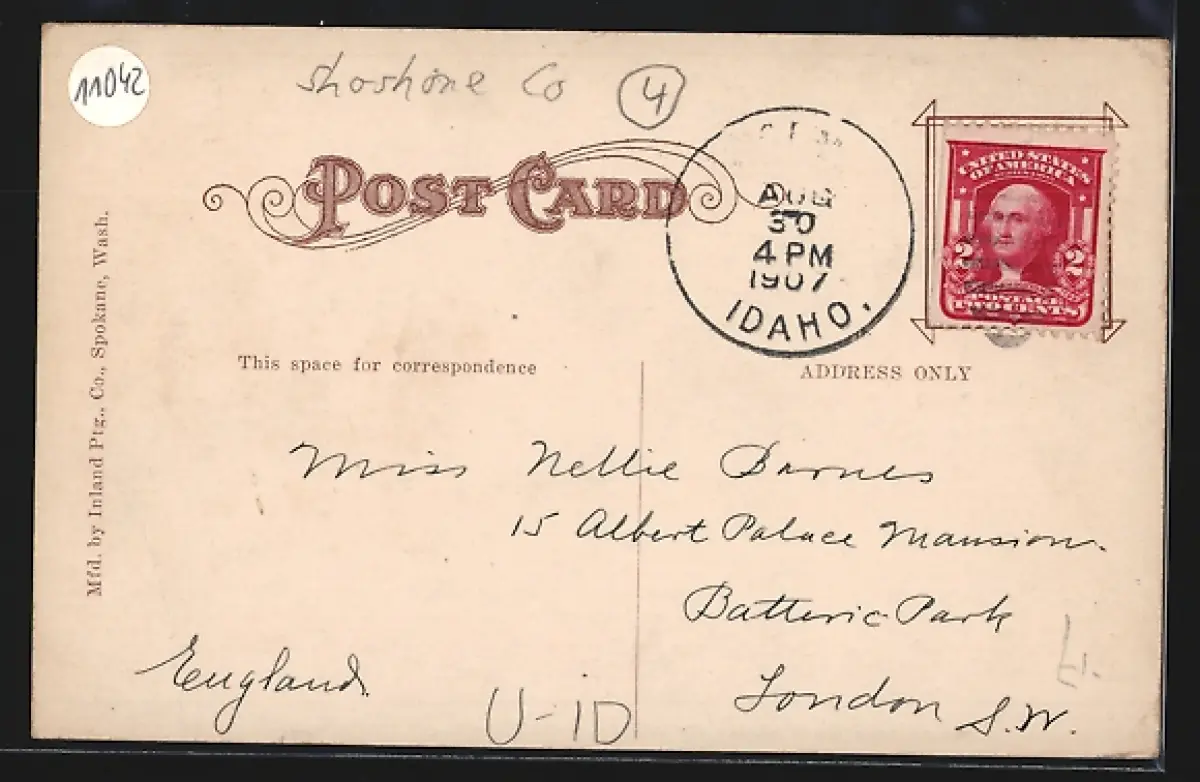 11042
Shoshone Co 4
POST CARD
AUG
30
4 PM
1907
IDAHO.
UNITED STATES
OF AMERICA
2 2
POSTAGE
TWO CENTS
Mfd. by Inland Ptg., Co., Spokane, Wash.
This space for correspondence
ADDRESS ONLY
Miss Nellie Barnes
15 Albert Palace Mansion
Batteric Park
London S.W.
England.
U-ID